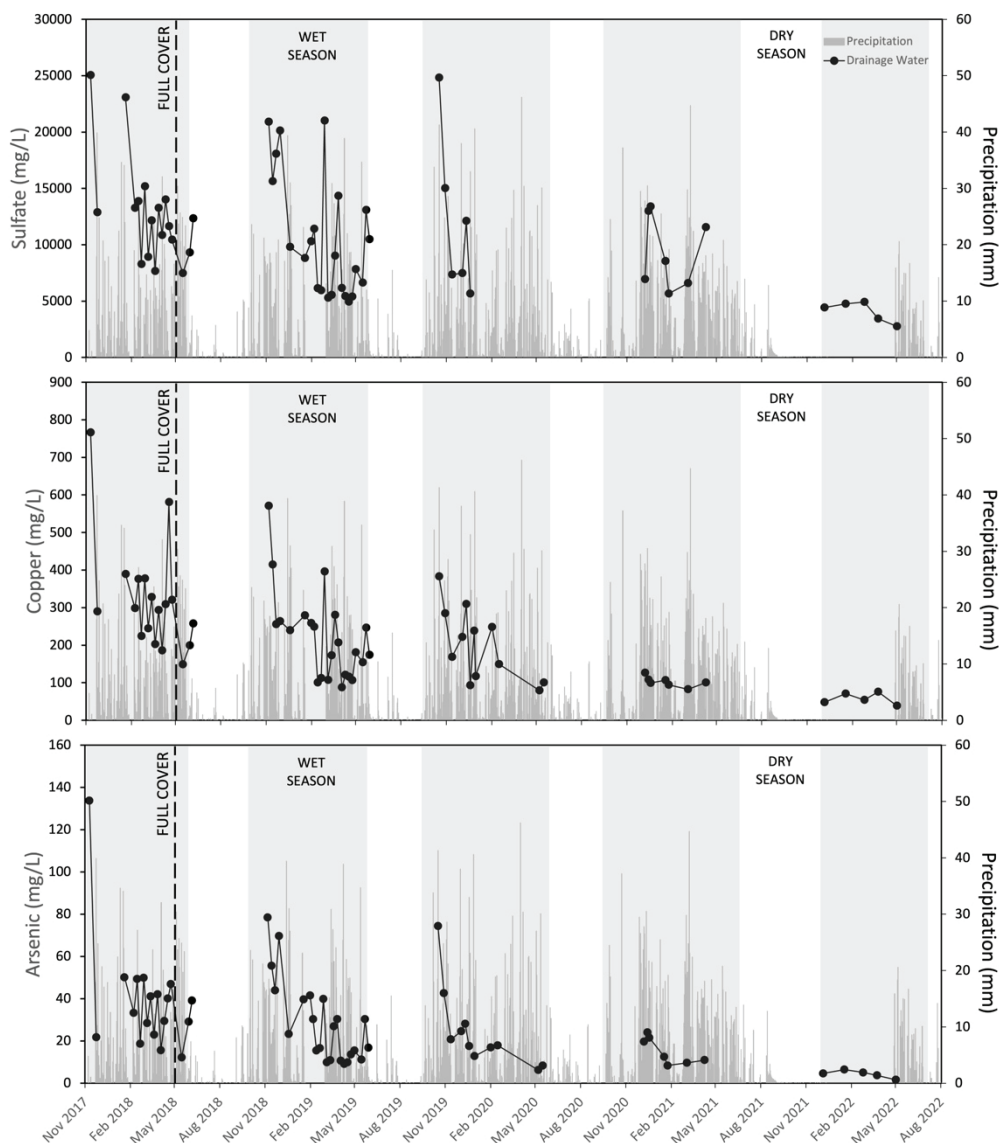 30000
25000
20000
15000
10000
5000
0
Sulfate (mg/L)
FULL COVER
WET
SEASON
DRY
SEASON
Precipitation
Drainage Water
60
50
40
30
20
10
0
Precipitation (mm)
900
800
700
600
500
400
300
200
100
0
Copper (mg/L)
FULL COVER
WET
SEASON
DRY
SEASON
60
50
40
30
20
10
0
Precipitation (mm)
160
140
120
100
80
60
40
20
0
Arsenic (mg/L)
FULL COVER
WET
SEASON
DRY
SEASON
60
50
40
30
20
10
0
Precipitation (mm)
Nov 2017
Feb 2018
May 2018
Aug 2018
Nov 2018
Feb 2019
May 2019
Aug 2019
Nov 2019
Feb 2020
May 2020
Aug 2020
Nov 2020
Feb 2021
May 2021
Aug 2021
Nov 2021
Feb 2022
May 2022
Aug 2022